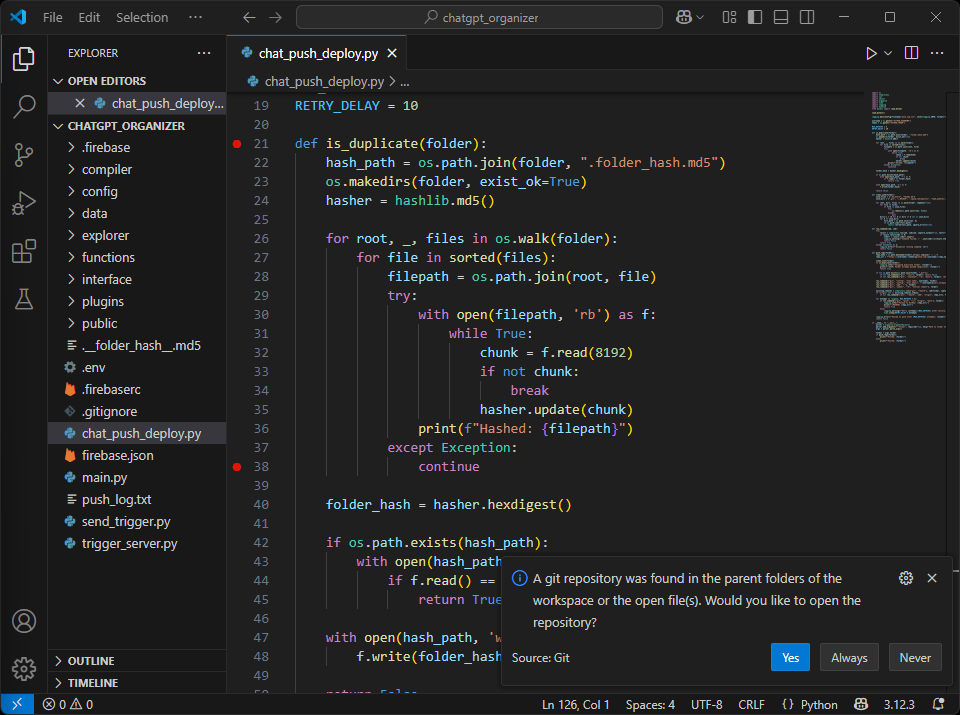 File Edit Selection ··· chatgpt_organizer
EXPLORER ···
OPEN EDITORS
chat_push_deploy...
CHATGPT_ORGANIZER
.firebase
compiler
config
data
explorer
functions
interface
plugins
public
.__folder_hash__.md5
.env
.firebaserc
.gitignore
chat_push_deploy.py
firebase.json
main.py
push_log.txt
send_trigger.py
trigger_server.py
OUTLINE
TIMELINE
chat_push_deploy.py
chat_push_deploy.py > ...
19 RETRY_DELAY = 10
20
21 def is_duplicate(folder):
22 hash_path = os.path.join(folder, ".folder_hash.md5")
23 os.makedirs(folder, exist_ok=True)
24 hasher = hashlib.md5()
25
26 for root, _, files in os.walk(folder):
27 for file in sorted(files):
28 filepath = os.path.join(root, file)
29 try:
30 with open(filepath, 'rb') as f:
31 while True:
32 chunk = f.read(8192)
33 if not chunk:
34 break
35 hasher.update(chunk)
36 print(f"Hashed: {filepath}")
37 except Exception:
38 continue
39
40 folder_hash = hasher.hexdigest()
41
42 if os.path.exists(hash_path):
43 with open(hash_path
44 if f.read() ==
45 return True
46
47 with open(hash_path, 'w
48 f.write(folder_hash
49
50 return False
A git repository was found in the parent folders of the
workspace or the open file(s). Would you like to open the
repository?
Source: Git Yes Always Never
0 0 Ln 126, Col 1 Spaces: 4 UTF-8 CRLF {} Python 3.12.3